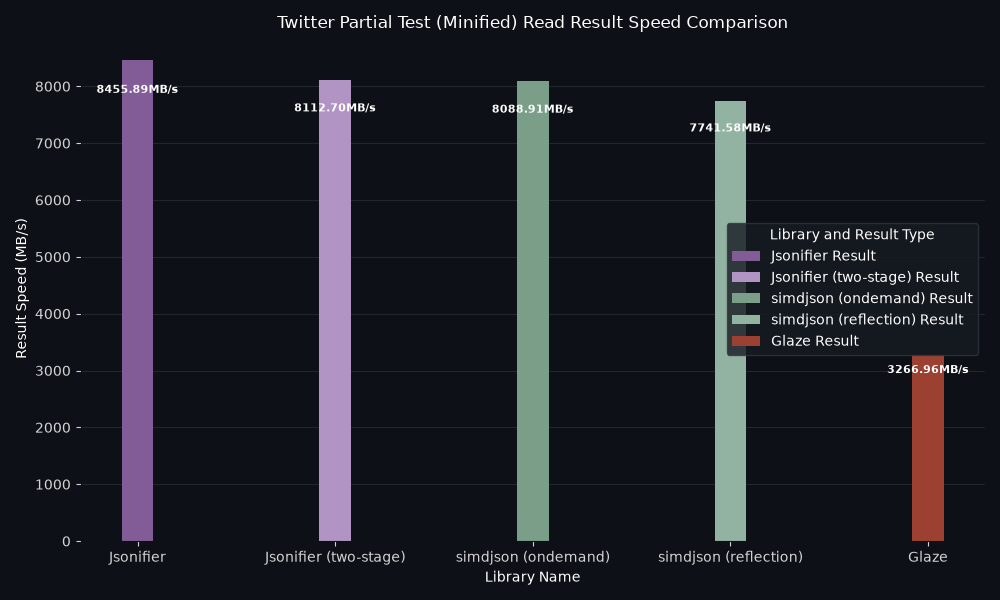 Twitter Partial Test (Minified) Read Result Speed Comparison
8000
7000
6000
5000
4000
3000
2000
1000
0
Result Speed (MB/s)
8455.89MB/s
8112.70MB/s
8088.91MB/s
7741.58MB/s
3266.96MB/s
Library and Result Type
Jsonifier Result
Jsonifier (two-stage) Result
simdjson (ondemand) Result
simdjson (reflection) Result
Glaze Result
Jsonifier
Jsonifier (two-stage)
simdjson (ondemand)
simdjson (reflection)
Glaze
Library Name